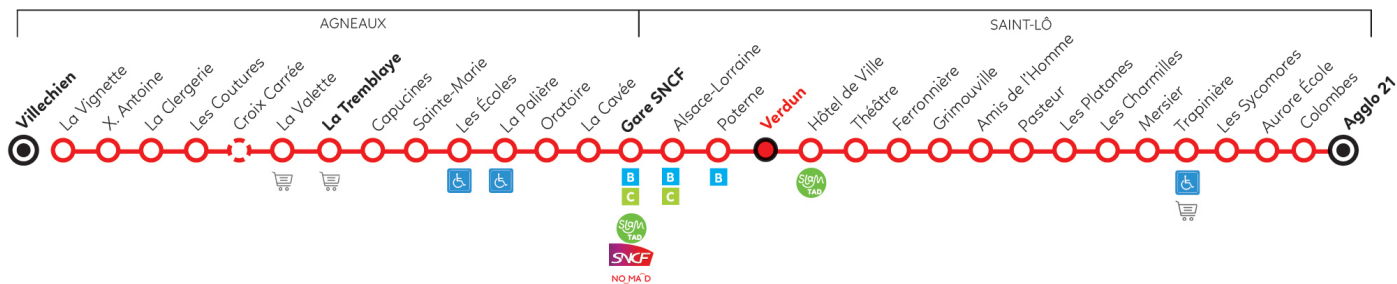 AGNEAUX
SAINT-LÔ
Villechien
La Vignette
X. Antoine
La Clergerie
Les Coutures
Croix Carrée
La Valette
La Tremblaye
Capucines
Sainte-Marie
Les Écoles
La Palière
Oratoire
La Cavée
Gare SNCF
Alsace-Lorraine
Poterne
Verdun
Hôtel de Ville
Théâtre
Ferronnière
Grimouville
Amis de l'Homme
Pasteur
Les Platanes
Les Charmilles
Mersier
Trapinière
Les Sycomores
Aurore École
Colombes
Agglo 21
B
B
B
C
C
SlAM
TAD
SlAM
TAD
SNCF
NOMAD